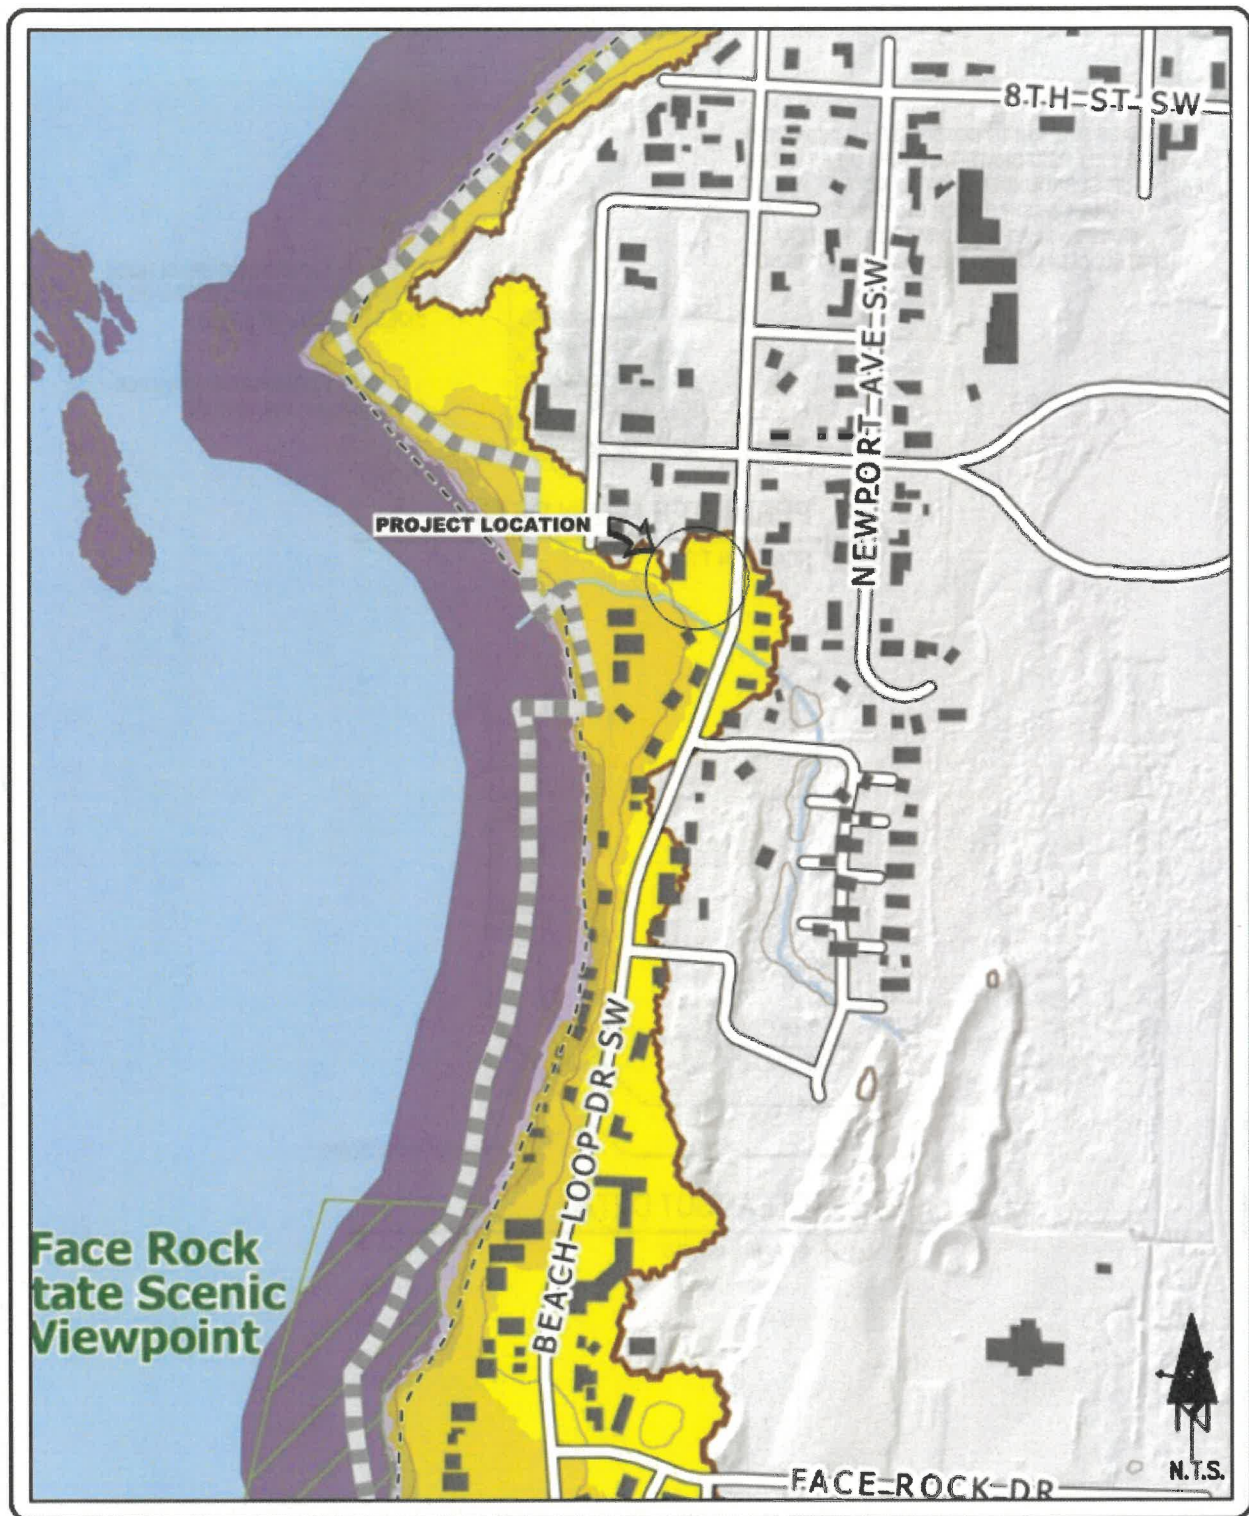 8TH ST SW
NEWPORT AVE SW
PROJECT LOCATION
BEACH LOOP DR SW
Face Rock
tate Scenic
Viewpoint
N
N.T.S.
FACE ROCK DR